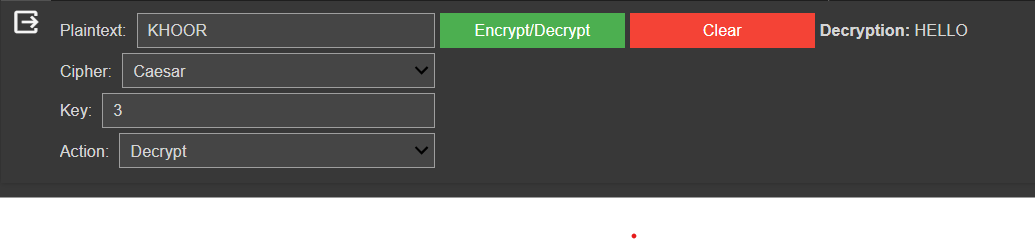 Plaintext: KHOOR Encrypt/Decrypt Clear Decryption: HELLO
Cipher: Caesar
Key: 3
Action: Decrypt